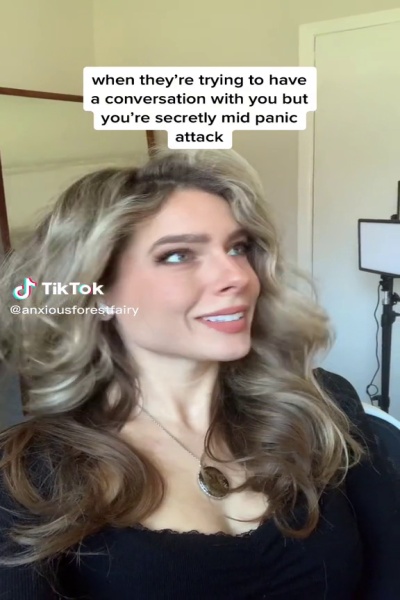 when they're trying to have
a conversation with you but
you're secretly mid panic
attack
TikTok
@anxiousforestfairy